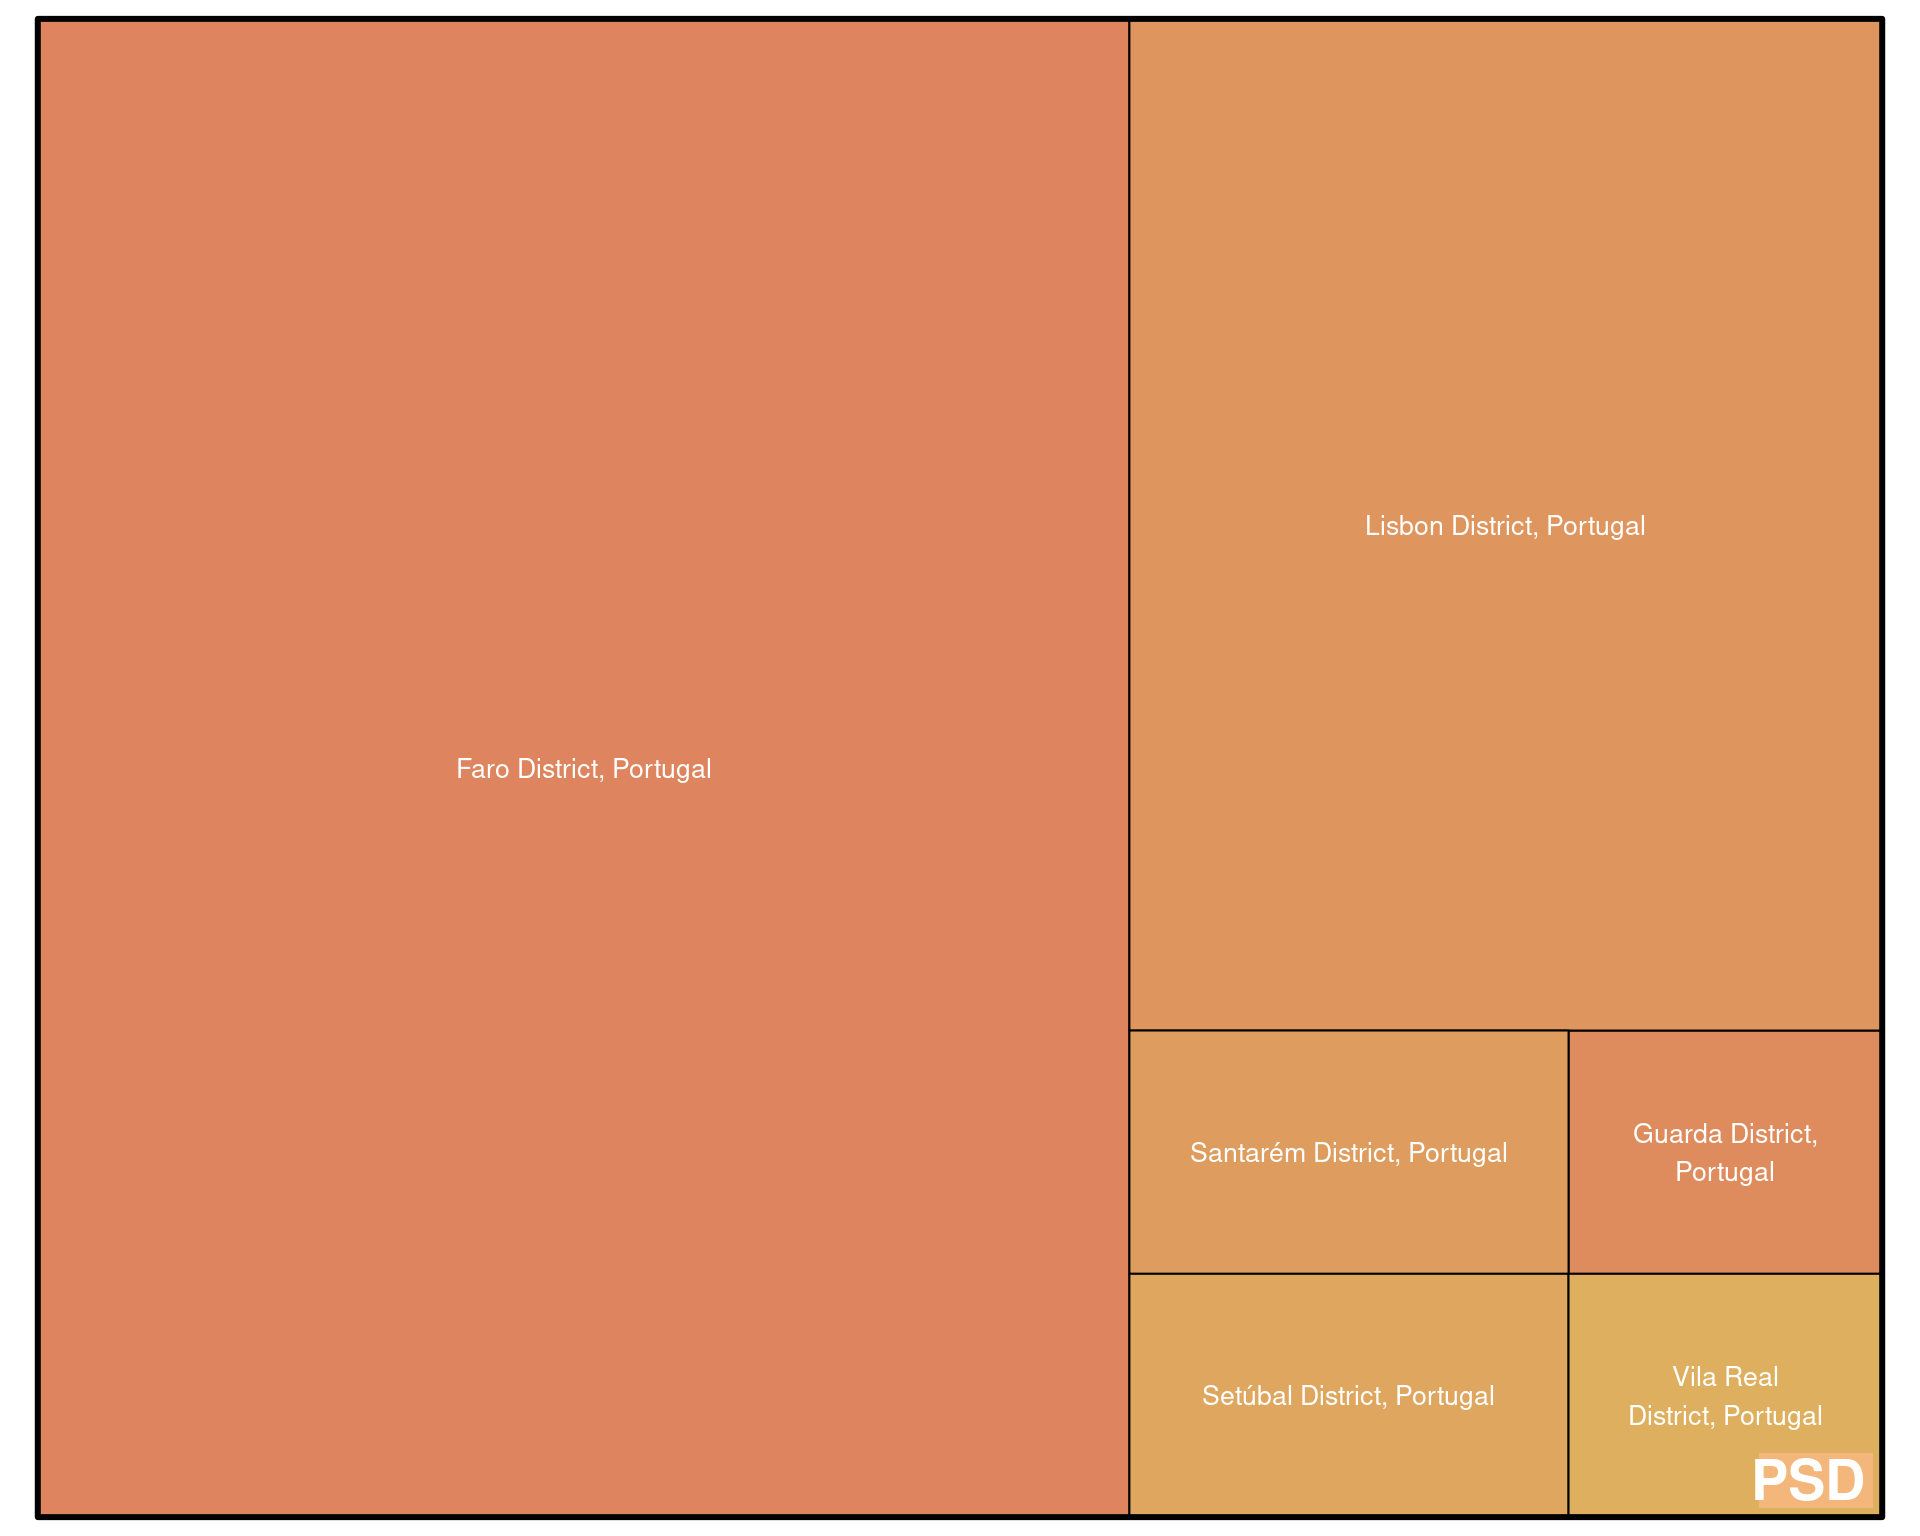 Lisbon District, Portugal
Faro District, Portugal
Santarém District, Portugal
Guarda District,
Portugal
Setúbal District, Portugal
Vila Real
District, Portugal
PSD